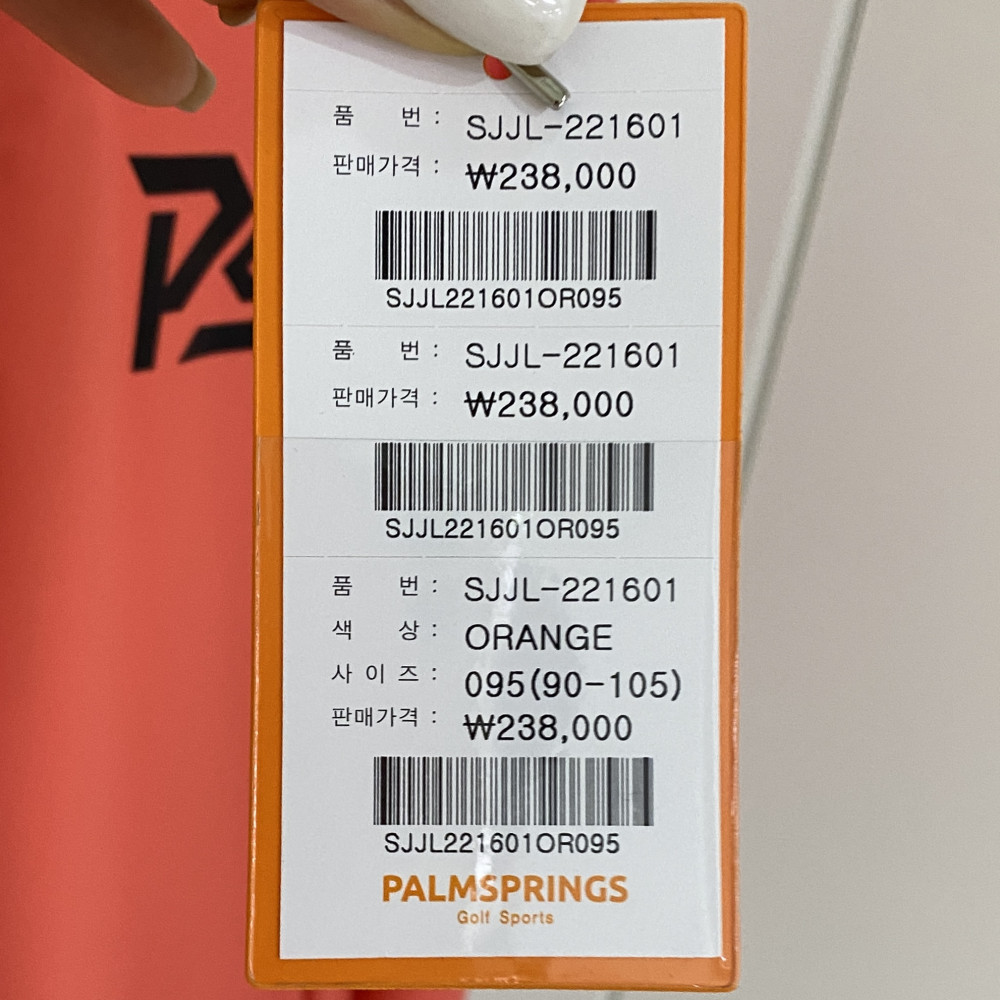 품 번 : SJJL-221601
판매가격 : ₩238,000
SJJL221601OR095
품 번 : SJJL-221601
판매가격 : ₩238,000
SJJL221601OR095
품 번 : SJJL-221601
색 상 : ORANGE
사 이 즈 : 095(90-105)
판매가격 : ₩238,000
SJJL221601OR095
PALMSPRINGS
Golf Sports